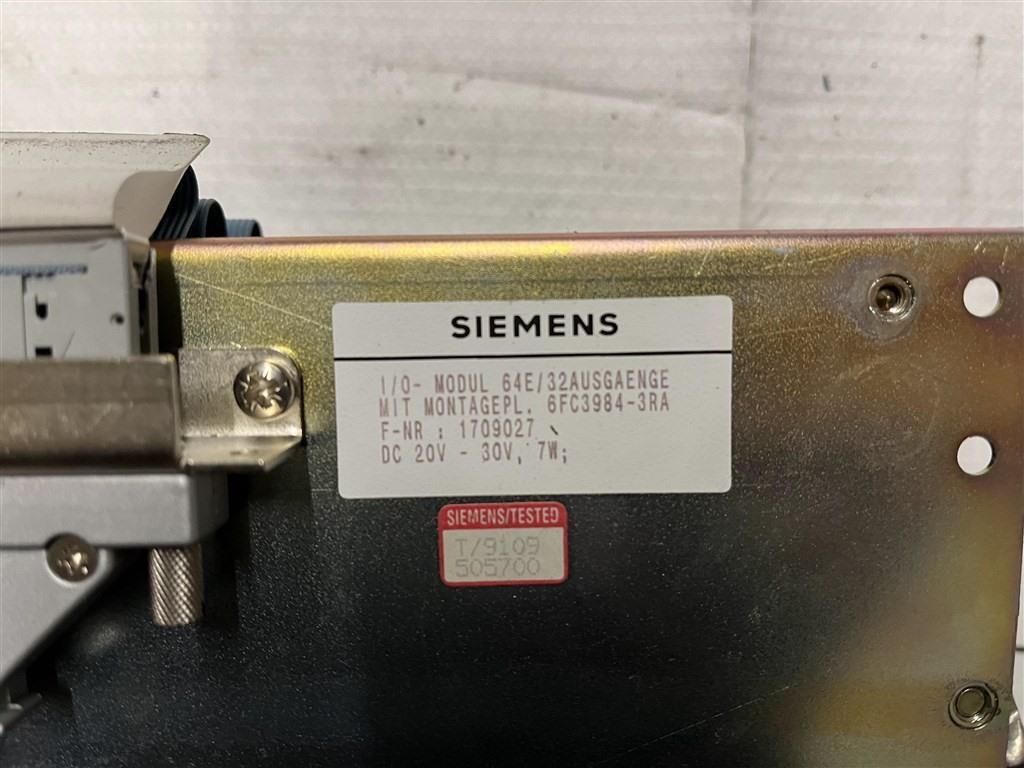 SIEMENS
I/O- MODUL 64E/32AUSGAENGE
MIT MONTAGEPL. 6FC3984-3RA
F-NR : 1709027
DC 20V - 30V, 7W;
SIEMENS/TESTED
T/9109
505700